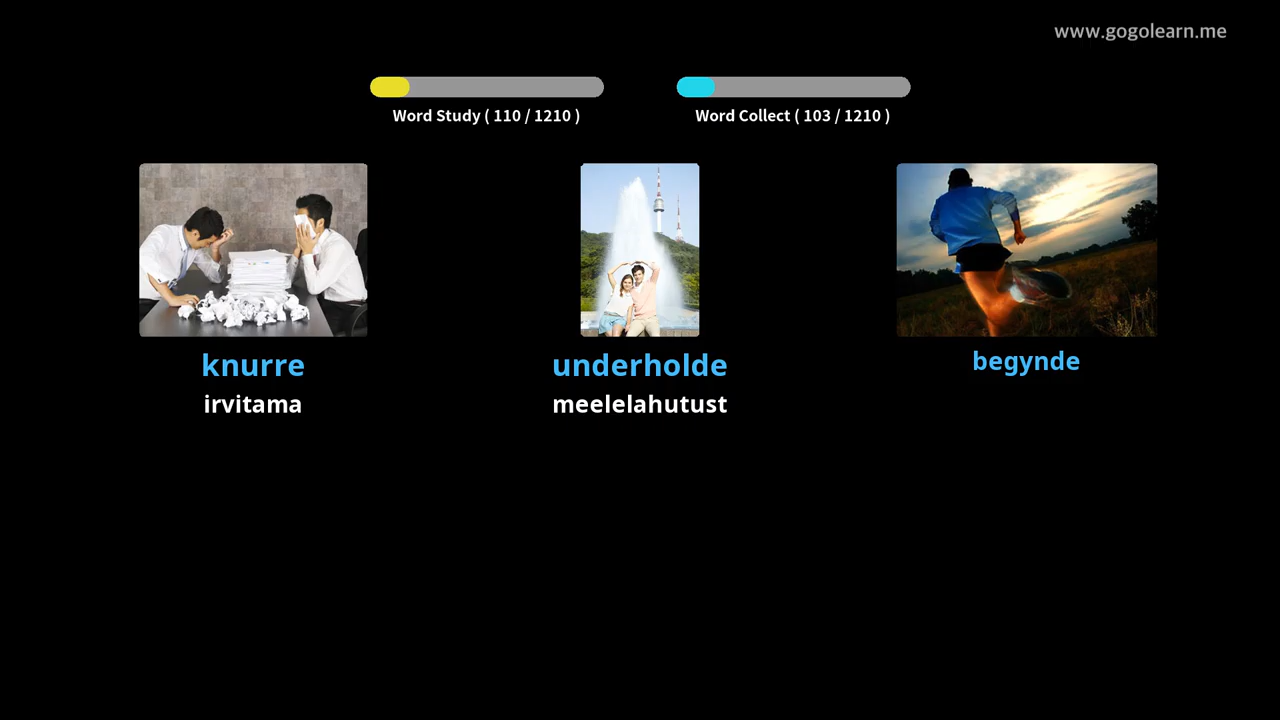 www.gogolearn.me
Word Study ( 110 / 1210 )
Word Collect ( 103 / 1210 )
knurre
irvitama
underholde
meelelahutust
begynde